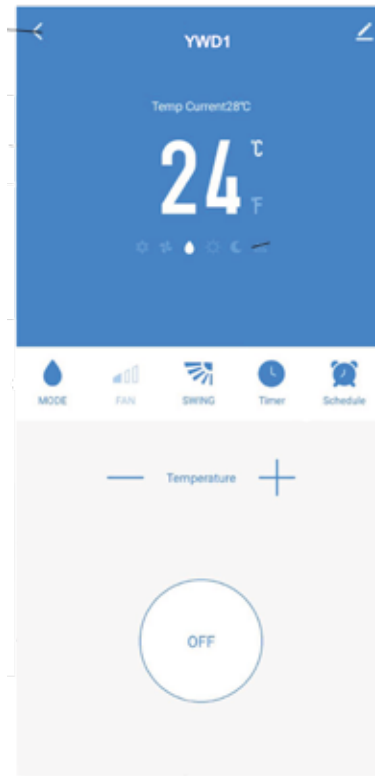 YWD1
Temp Current28℃
24 ℃
°F
MODE FAN SWING Timer Schedule
Temperature
OFF